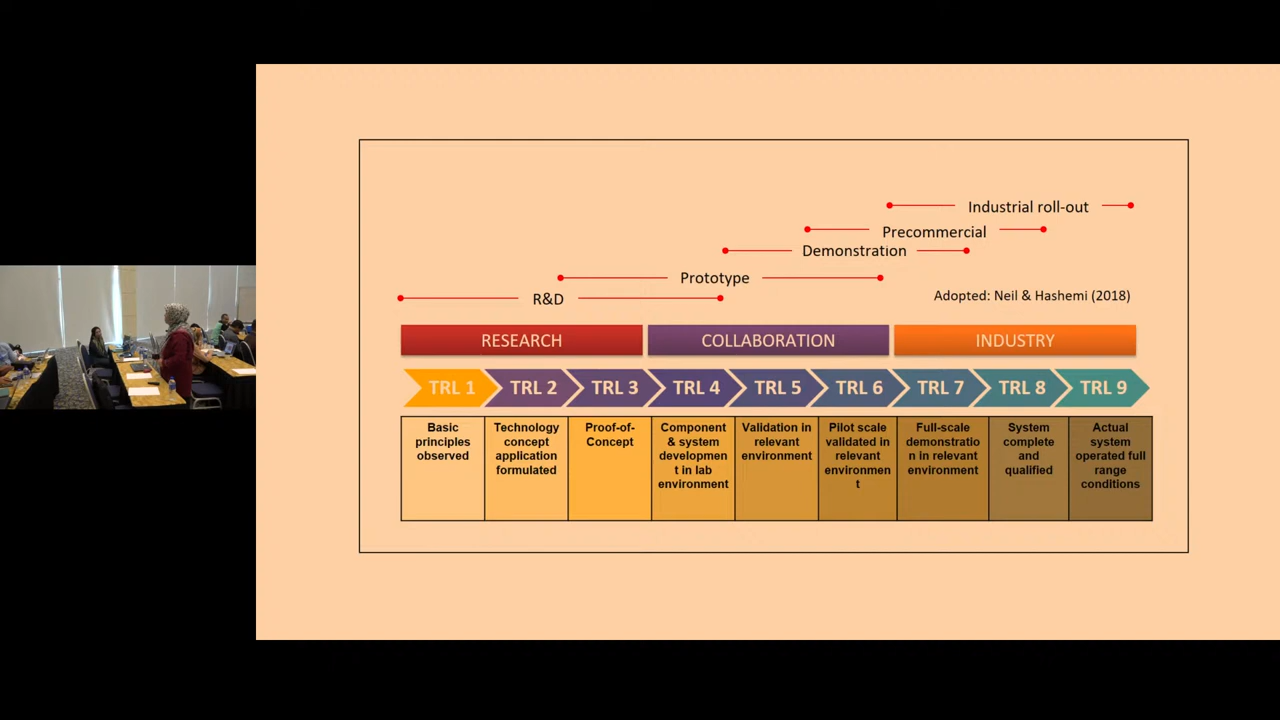 Industrial roll-out
Precommercial
Demonstration
Prototype
R&D
Adopted: Neil & Hashemi (2018)
RESEARCH
COLLABORATION
INDUSTRY
TRL 1
TRL 2
TRL 3
TRL 4
TRL 5
TRL 6
TRL 7
TRL 8
TRL 9
Basic
principles
observed
Technology
concept
application
formulated
Proof-of-
Concept
Component
& system
developmen
t in lab
environment
Validation in
relevant
environment
Pilot scale
validated in
relevant
environmen
t
Full-scale
demonstratio
n in relevant
environment
System
complete
and
qualified
Actual
system
operated full
range
conditions